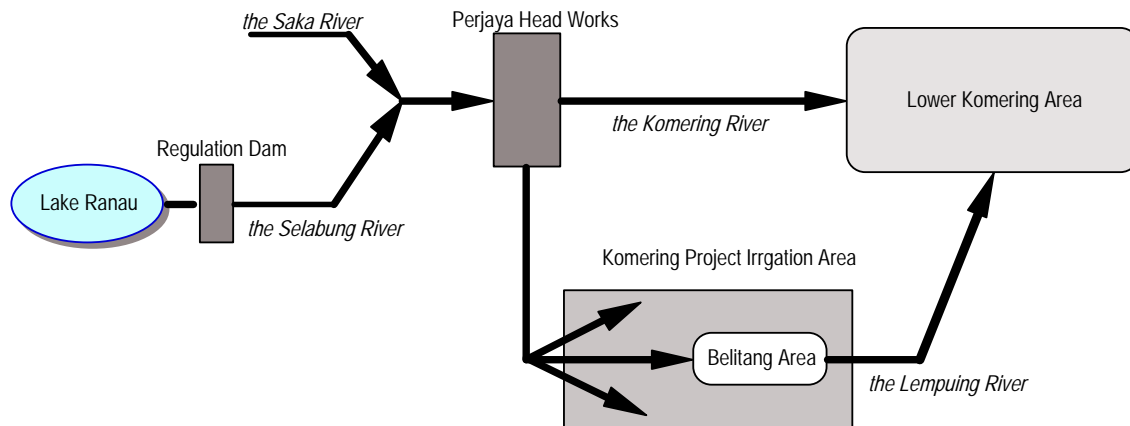 the Saka River
Perjaya Head Works
Lower Komering Area
the Komering River
Regulation Dam
Lake Ranau
the Selabung River
Komering Project Irrgation Area
Belitang Area
the Lempuing River